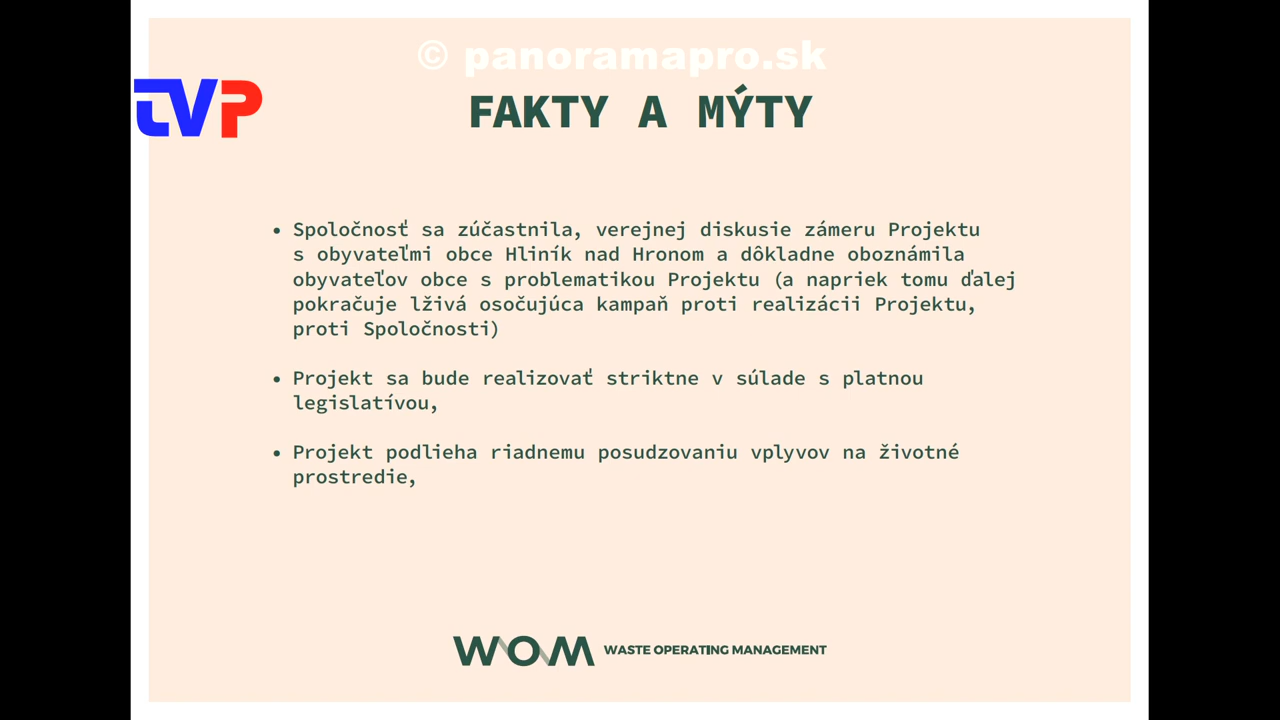 © panoramapro.sk
TVP
FAKTY A MÝTY
• Spoločnosť sa zúčastnila, verejnej diskusie zámeru Projektu
s obyvateľmi obce Hliník nad Hronom a dôkladne oboznámila
obyvateľov obce s problematikou Projektu (a napriek tomu ďalej
pokračuje lživá osočujúca kampaň proti realizácii Projektu,
proti Spoločnosti)
• Projekt sa bude realizovať striktne v súlade s platnou
legislatívou,
• Projekt podlieha riadnemu posudzovaniu vplyvov na životné
prostredie,
WOM WASTE OPERATING MANAGEMENT